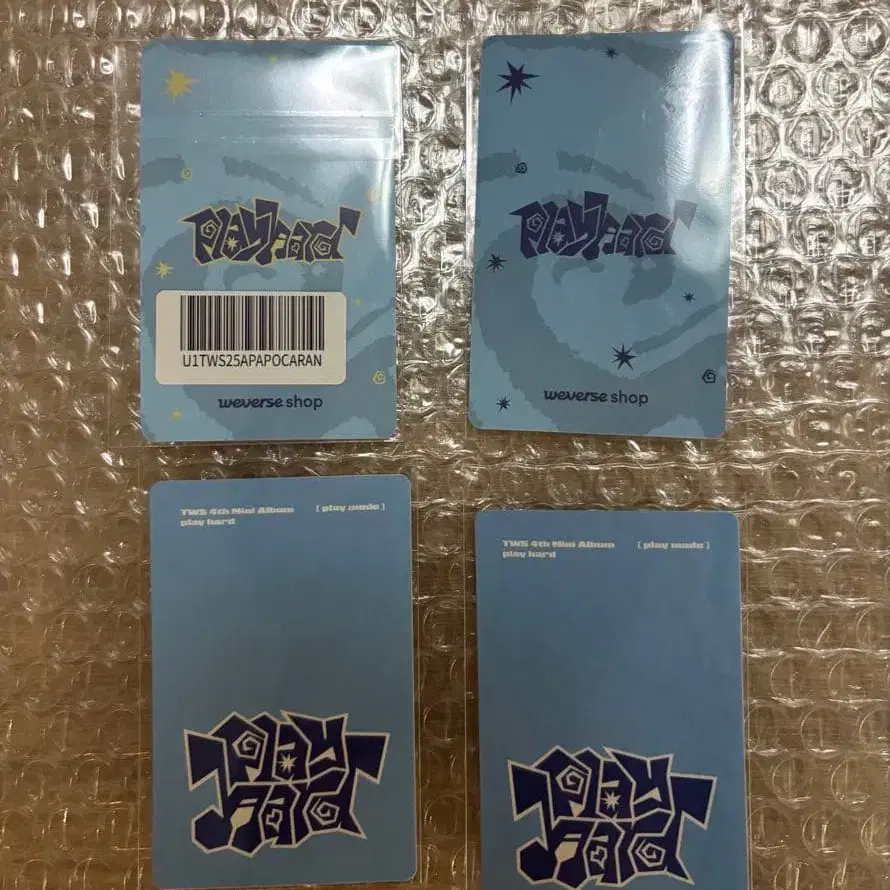 play hard
U1TWS25APAPOCARAN
weverse shop
play hard
weverse shop
TWS 4th Mini Album [ play mode ]
play hard
play
hard
TWS 4th Mini Album [ play mode ]
play hard
play
hard